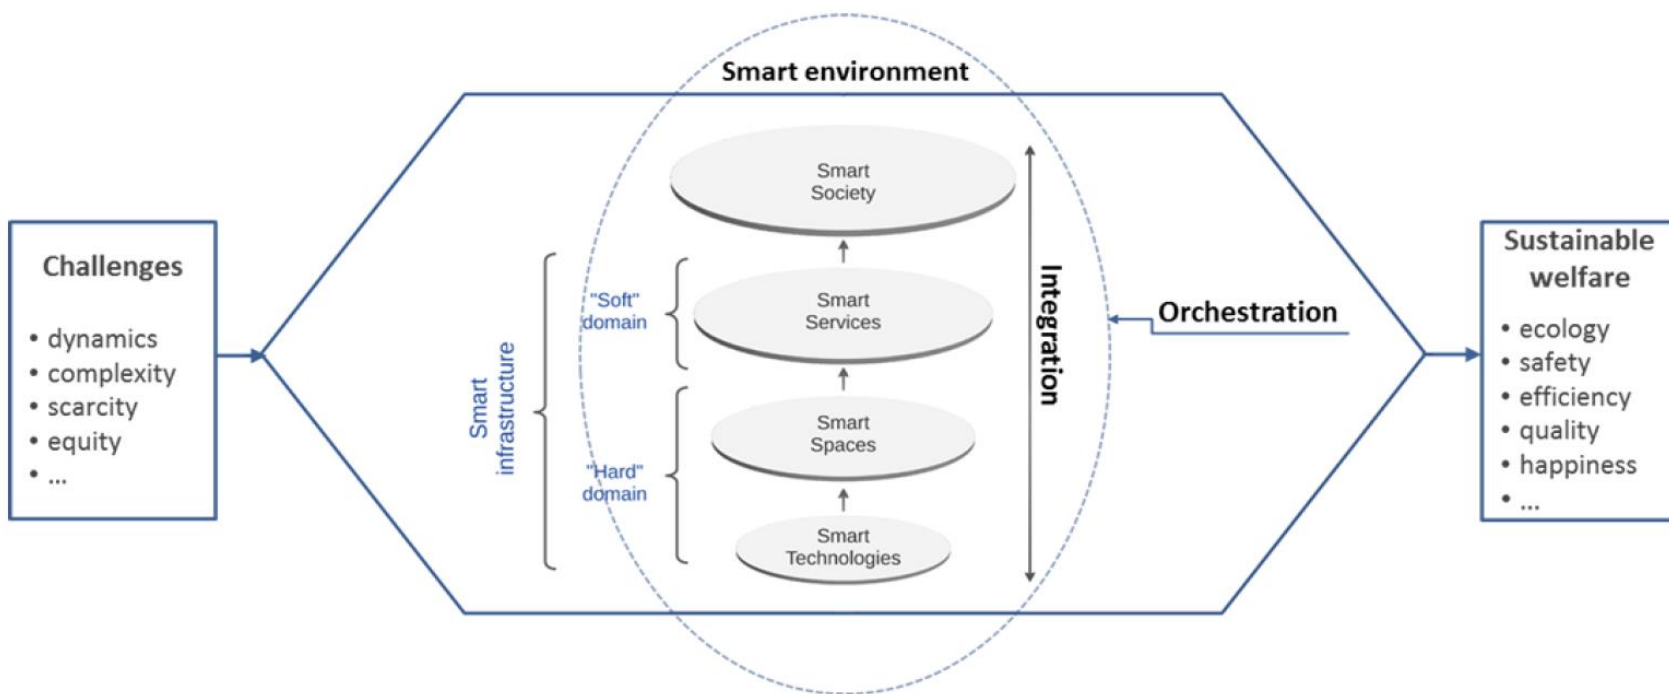 Smart environment
Challenges
• dynamics
• complexity
• scarcity
• equity
• ...
Smart
infrastructure
"Soft"
domain
"Hard"
domain
Smart
Society
Smart
Services
Smart
Spaces
Smart
Technologies
Integration
Orchestration
Sustainable
welfare
• ecology
• safety
• efficiency
• quality
• happiness
• ...